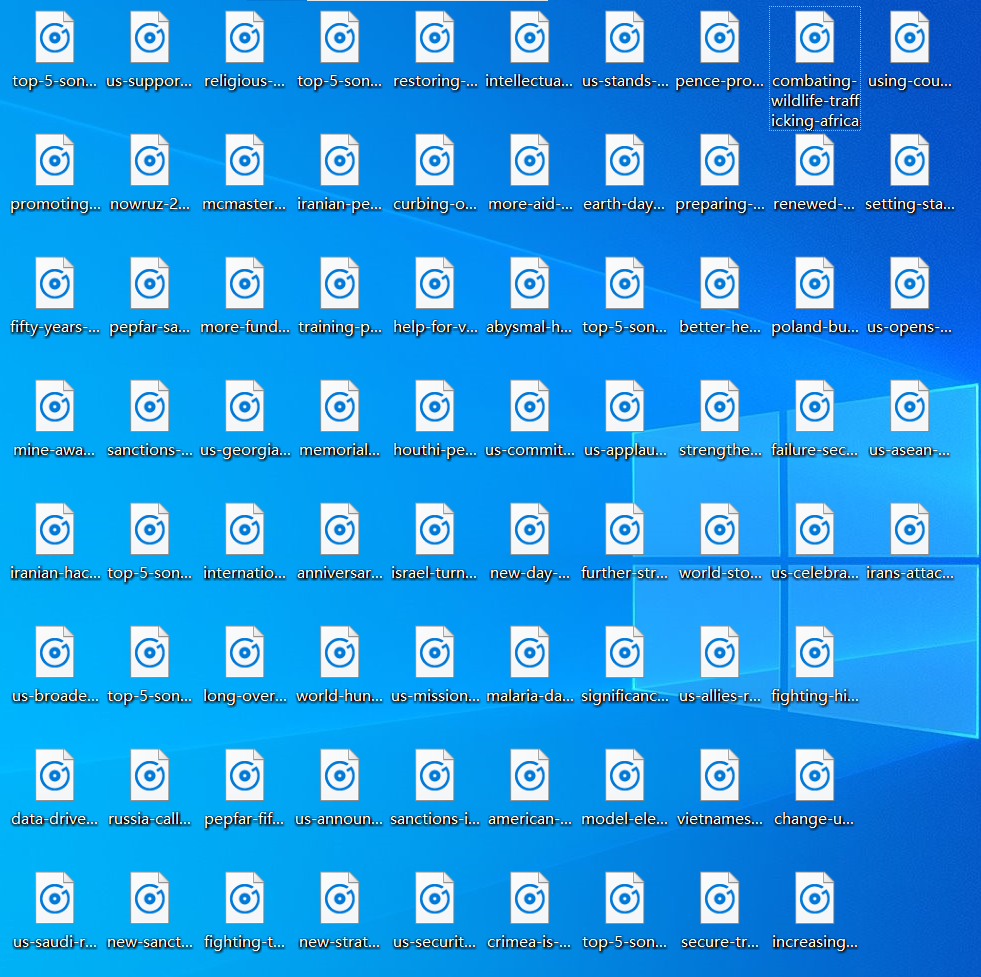 top-5-son...
us-suppor...
religious-...
top-5-son...
restoring-...
intellectua...
us-stands-...
pence-pro...
combating-
wildlife-traff
icking-africa
using-cou...
promoting...
nowruz-2...
mcmaster...
iranian-pe...
curbing-o...
more-aid-...
earth-day...
preparing-...
renewed-...
setting-sta...
fifty-years-...
pepfar-sa...
more-fund...
training-p...
help-for-v...
abysmal-h...
top-5-son...
better-he...
poland-bu...
us-opens-...
mine-awa...
sanctions-...
us-georgia...
memorial...
houthi-pe...
us-commit...
us-applau...
strengthe...
failure-sec...
us-asean-...
iranian-hac...
top-5-son...
internatio...
anniversar...
israel-turn...
new-day-...
further-str...
world-sto...
us-celebra...
irans-attac...
us-broade...
top-5-son...
long-over...
world-hun...
us-mission...
malaria-da...
significanc...
us-allies-r...
fighting-hi...
data-drive...
russia-call...
pepfar-fif...
us-announ...
sanctions-i...
american-...
model-ele...
vietnames...
change-u...
us-saudi-r...
new-sanct...
fighting-t...
new-strat...
us-securit...
crimea-is-...
top-5-son...
secure-tr...
increasing...